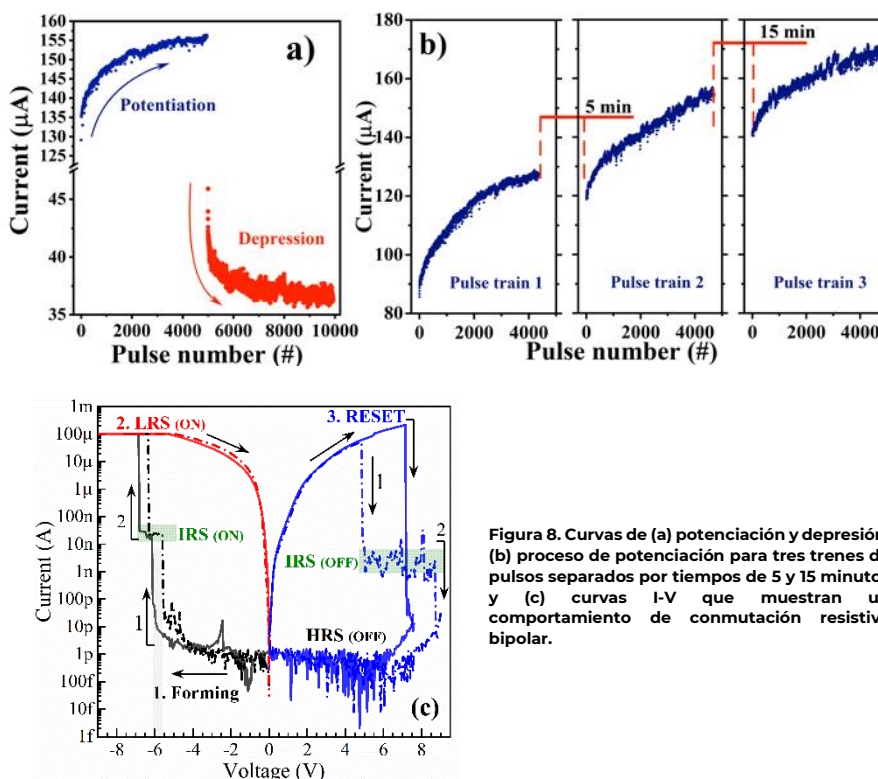 a)
160
155
150
145
140
135
130
125
45
40
35
Current (μA)
Potentiation
Depression
0 2000 4000 6000 8000 10000
Pulse number (#)
b)
180
160
140
120
100
80
Current (μA)
5 min
15 min
Pulse train 1
Pulse train 2
Pulse train 3
0 2000 4000
0 2000 4000
0 2000 4000
Pulse number (#)
1m
100μ
10μ
1μ
100n
10n
1n
100p
10p
1p
100f
10f
1f
Current (A)
2. LRS (ON)
3. RESET
1
2
2
IRS (ON)
IRS (OFF)
1
HRS (OFF)
1. Forming
(c)
-8 -6 -4 -2 0 2 4 6 8
Voltage (V)
Figura 8. Curvas de (a) potenciación y depresión
(b) proceso de potenciación para tres trenes d
pulsos separados por tiempos de 5 y 15 minuto
y (c) curvas I-V que muestran u
comportamiento de conmutación resistiv
bipolar.